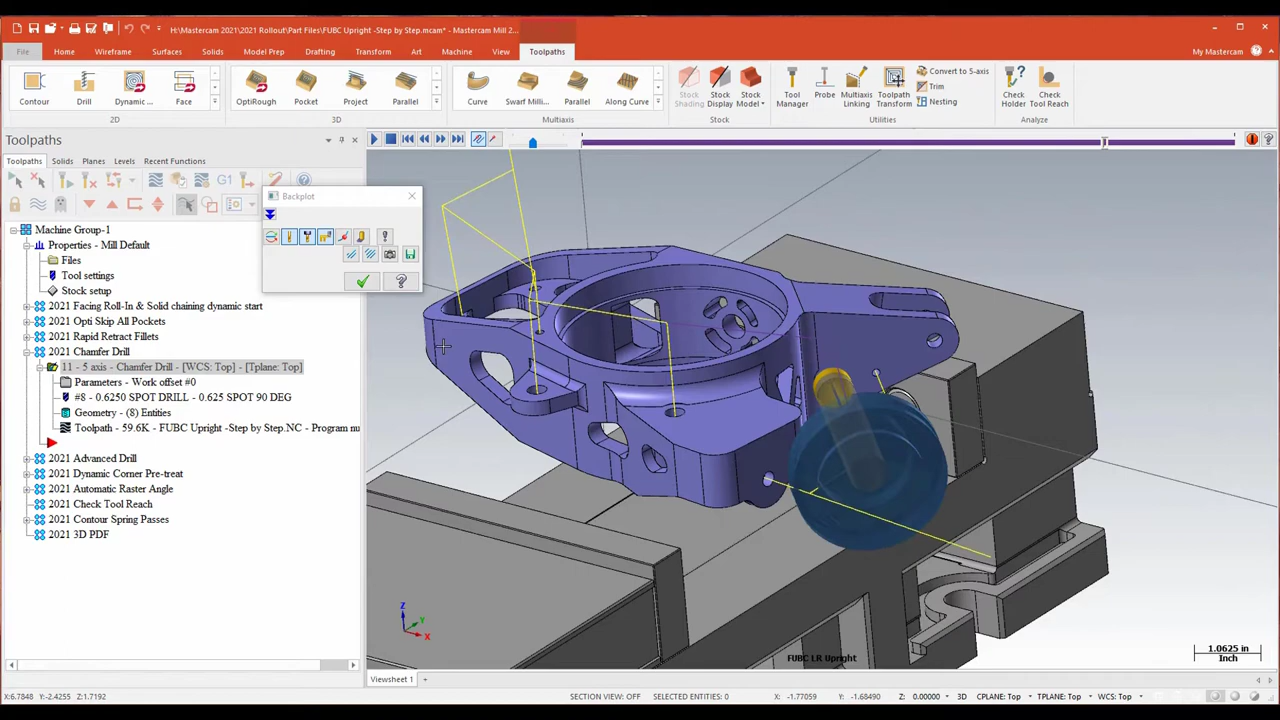 H:\Mastercam 2021\2021 Rollout\Part Files\FUBC Upright -Step by Step.mcam* - Mastercam Mill 2...
File Home Wireframe Surfaces Solids Model Prep Drafting Transform Art Machine View Toolpaths My Mastercam
Contour Drill Dynamic ... Face
2D
OptiRough Pocket Project Parallel
3D
Curve Swarf Milli... Parallel Along Curve
Multiaxis
Stock Shading Stock Display Stock Model
Stock
Tool Manager Probe Multiaxis Linking Toolpath Transform
Convert to 5-axis
Trim
Nesting
Utilities
Check Holder Check Tool Reach
Analyze
Toolpaths
Toolpaths Solids Planes Levels Recent Functions
G1
Backplot
Machine Group-1
Properties - Mill Default
Files
Tool settings
Stock setup
2021 Facing Roll-In & Solid chaining dynamic start
2021 Opti Skip All Pockets
2021 Rapid Retract Fillets
2021 Chamfer Drill
11 - 5 axis - Chamfer Drill - [WCS: Top] - [Tplane: Top]
Parameters - Work offset #0
#8 - 0.6250 SPOT DRILL - 0.625 SPOT 90 DEG
Geometry - (8) Entities
Toolpath - 59.6K - FUBC Upright -Step by Step.NC - Program nu
2021 Advanced Drill
2021 Dynamic Corner Pre-treat
2021 Automatic Raster Angle
2021 Check Tool Reach
2021 Contour Spring Passes
2021 3D PDF
Z
Y
X
FUBC LR Upright
1.0625 in
Inch
Viewsheet 1 +
X:6.7848 Y:-2.4255 Z:1.7192 SECTION VIEW: OFF SELECTED ENTITIES: 0 X: -1.77059 Y: -1.68490 Z: 0.00000 3D CPLANE: Top TPLANE: Top WCS: Top